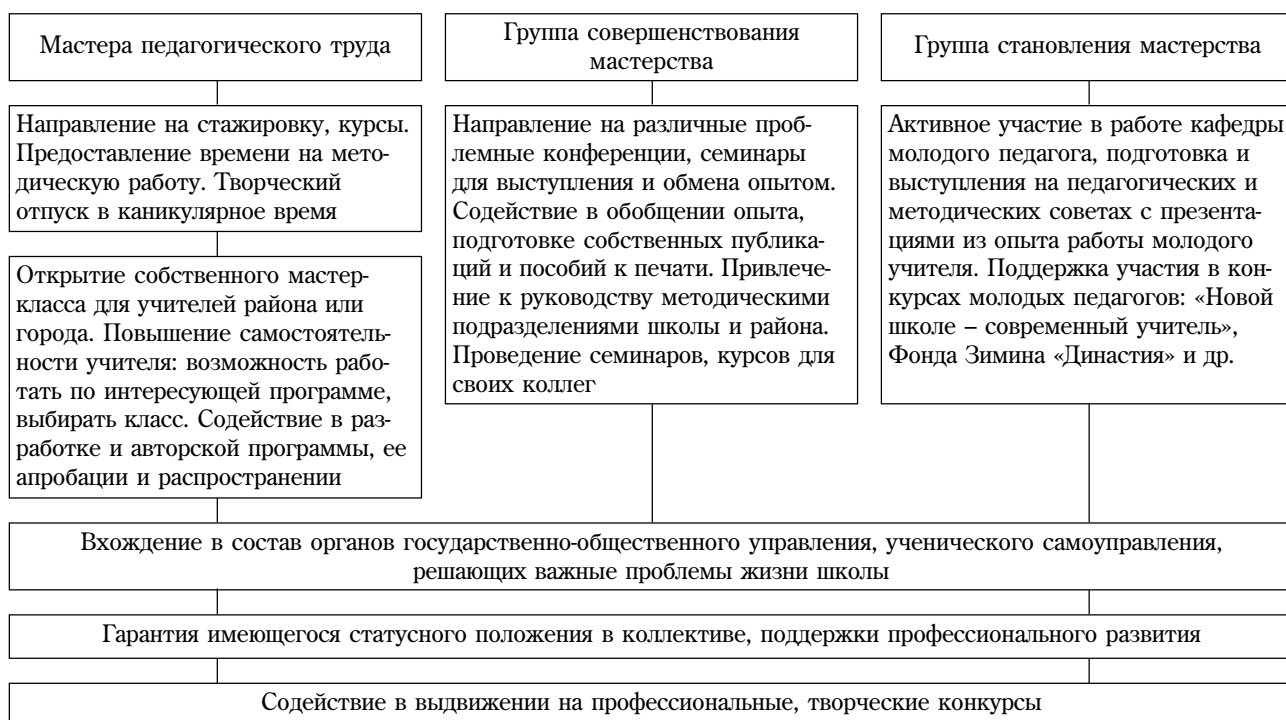 Мастера педагогического труда
Группа совершенствования
мастерства
Группа становления мастерства
Направление на стажировку, курсы.
Предоставление времени на мето-
дическую работу. Творческий
отпуск в каникулярное время
Открытие собственного мастер-
класса для учителей района или
города. Повышение самостоятель-
ности учителя: возможность рабо-
тать по интересующей программе,
выбирать класс. Содействие в раз-
работке и авторской программы, ее
апробации и распространении
Направление на различные проб-
лемные конференции, семинары
для выступления и обмена опытом.
Содействие в обобщении опыта,
подготовке собственных публика-
ций и пособий к печати. Привлече-
ние к руководству методическими
подразделениями школы и района.
Проведение семинаров, курсов для
своих коллег
Активное участие в работе кафедры
молодого педагога, подготовка и
выступления на педагогических и
методических советах с презента-
циями из опыта работы молодого
учителя. Поддержка участия в кон-
курсах молодых педагогов: «Новой
школе – современный учитель»,
Фонда Зимина «Династия» и др.
Вхождение в состав органов государственно-общественного управления, ученического самоуправления,
решающих важные проблемы жизни школы
Гарантия имеющегося статусного положения в коллективе, поддержки профессионального развития
Содействие в выдвижении на профессиональные, творческие конкурсы